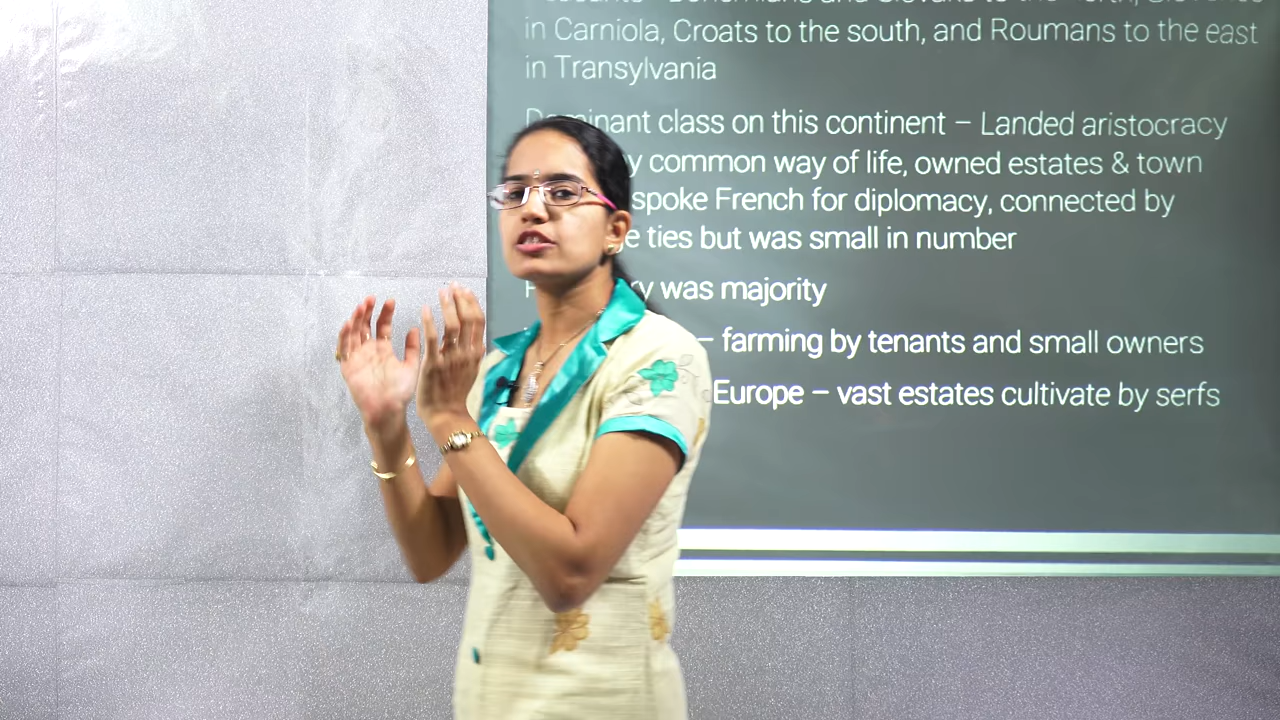 in Carniola, Croats to the south, and Roumans to the east
in Transylvania
Dominant class on this continent – Landed aristocracy
common way of life, owned estates & town
spoke French for diplomacy, connected by
ties but was small in number
was majority
– farming by tenants and small owners
Europe – vast estates cultivate by serfs